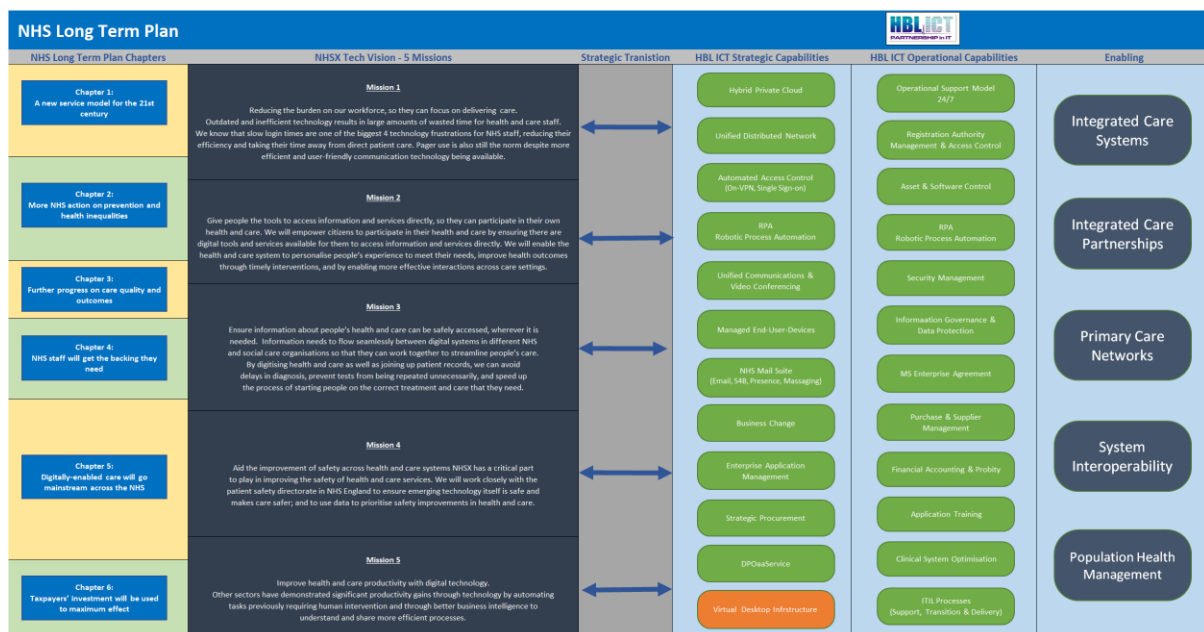 NHS Long Term Plan
HBL ICT
PARTNERSHIP in IT
NHS Long Term Plan Chapters
NHSX Tech Vision - 5 Missions
Strategic Tranistion
HBL ICT Strategic Capabilities
HBL ICT Operational Capabilities
Enabling
Chapter 1:
A new service model for the 21st
century
Chapter 2:
More NHS action on prevention and
health inequalities
Chapter 3:
Further progress on care quality and
outcomes
Chapter 4:
NHS staff will get the backing they
need
Chapter 5:
Digitally-enabled care will go
mainstream across the NHS
Chapter 6:
Taxpayers' investment will be used
to maximum effect
Mission 1
Reducing the burden on our workforce, so they can focus on delivering care.
Outdated and inefficient technology results in large amounts of wasted time for health and care staff.
We know that slow login times are one of the biggest 4 technology frustrations for NHS staff, reducing their
efficiency and taking their time away from direct patient care. Pager use is also still the norm despite more
efficient and user-friendly communication technology being available.
Mission 2
Give people the tools to access information and services directly, so they can participate in their own
health and care. We will empower citizens to participate in their health and care by ensuring there are
digital tools and services available for them to access information and services directly. We will enable the
health and care system to personalise people's experience to meet their needs, improve health outcomes
through timely interventions, and by enabling more effective interactions across care settings.
Mission 3
Ensure information about people's health and care can be safely accessed, wherever it is
needed. Information needs to flow seamlessly between digital systems in different NHS
and social care organisations so that they can work together to streamline people's care.
By digitising health and care as well as joining up patient records, we can avoid
delays in diagnosis, prevent tests from being repeated unnecessarily, and speed up
the process of starting people on the correct treatment and care that they need.
Mission 4
Aid the improvement of safety across health and care systems NHSX has a critical part
to play in improving the safety of health and care services. We will work closely with the
patient safety directorate in NHS England to ensure emerging technology itself is safe and
makes care safer; and to use data to prioritise safety improvements in health and care.
Mission 5
Improve health and care productivity with digital technology.
Other sectors have demonstrated significant productivity gains through technology by automating
tasks previously requiring human intervention and through better business intelligence to
understand and share more efficient processes.
Hybrid Private Cloud
Unified Distributed Network
Automated Access Control
(On-VPN, Single Sign-on)
RPA
Robotic Process Automation
Unified Communications &
Video Conferencing
Managed End-User-Devices
NHS Mail Suite
(Email, S4B, Presence, Massaging)
Business Change
Enterprise Application
Management
Strategic Procurement
DPOaaService
Virtual Desktop Infrstructure
Operational Support Model
24/7
Registration Authority
Management & Access Control
Asset & Software Control
RPA
Robotic Process Automation
Security Management
Informaation Governance &
Data Protection
MS Enterprise Agreement
Purchase & Supplier
Management
Financial Accounting & Probity
Application Training
Clinical System Optimisation
ITIL Processes
(Support, Transition & Delivery)
Integrated Care
Systems
Integrated Care
Partnerships
Primary Care
Networks
System
Interoperability
Population Health
Management